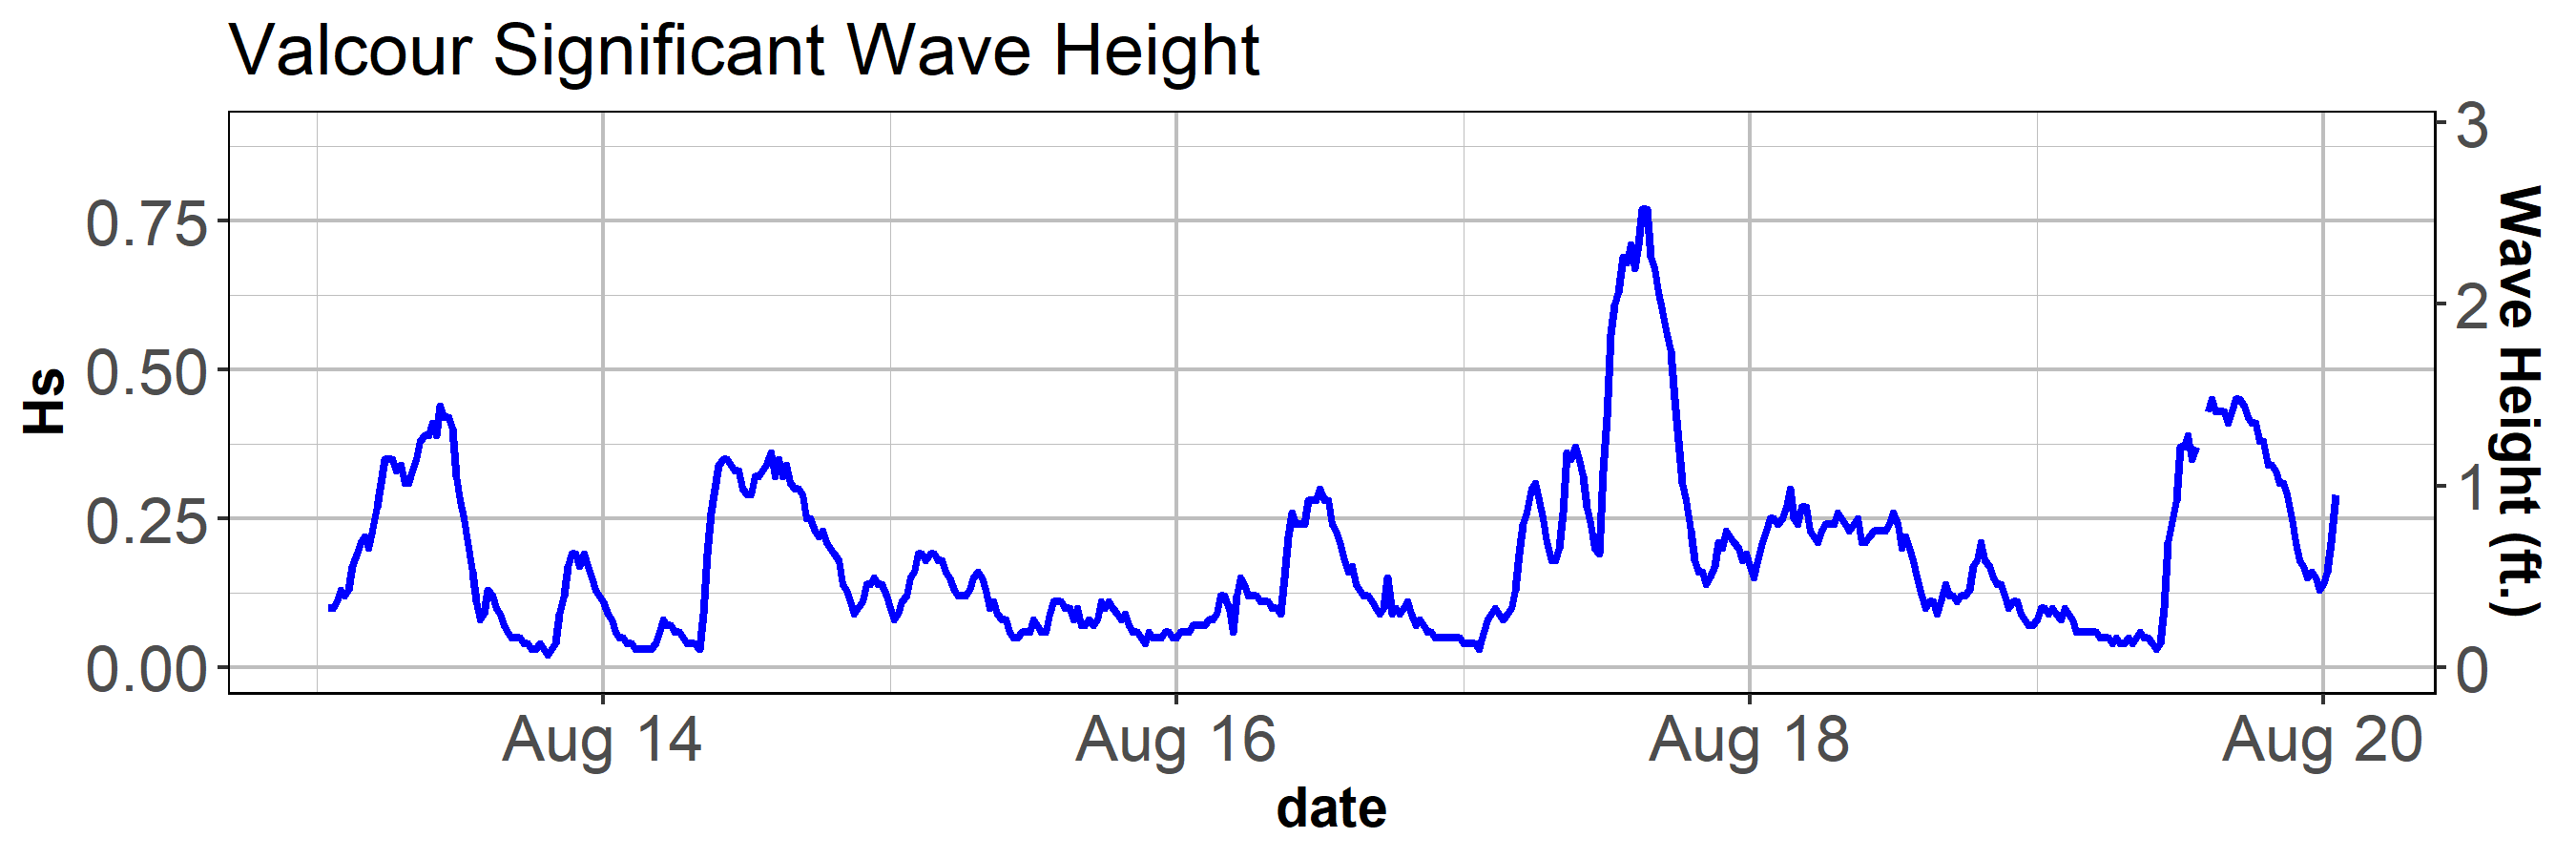 Valcour Significant Wave Height
Hs
0.75
0.50
0.25
0.00
3
2
1
0
Wave Height (ft.)
Aug 14
Aug 16
Aug 18
Aug 20
date